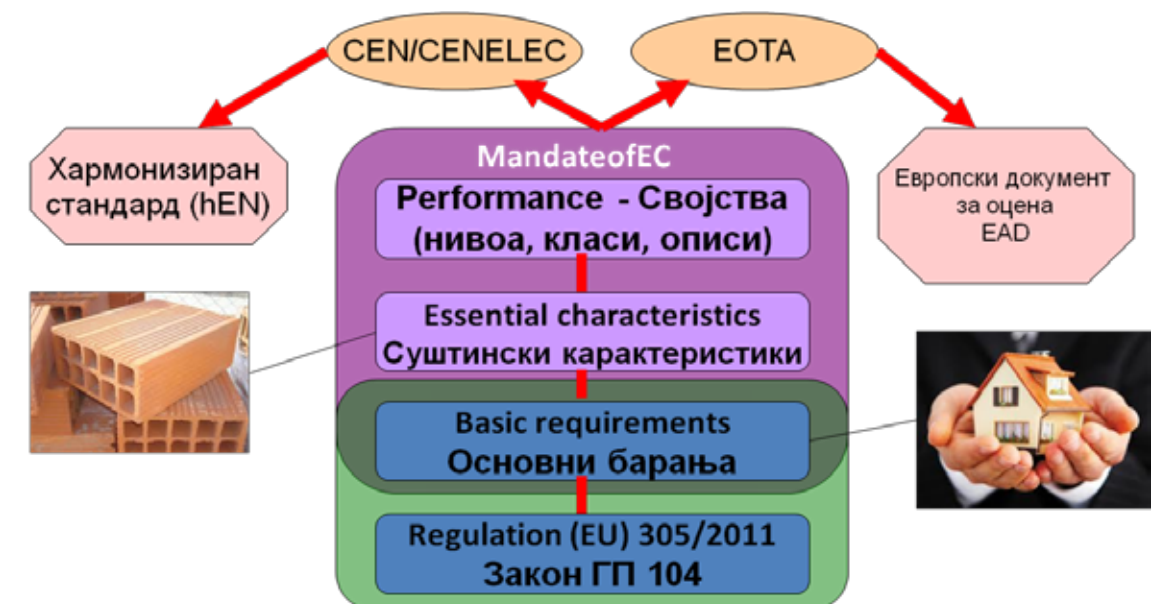 CEN/CENELEC
EOTA
Хармонизиран
стандард (hEN)
MandateofEC
Performance - Својства
(нивоа, класи, описи)
Европски документ
за оцена
EAD
Essential characteristics
Суштински карактеристики
Basic requirements
Основни барања
Regulation (EU) 305/2011
Закон ГП 104